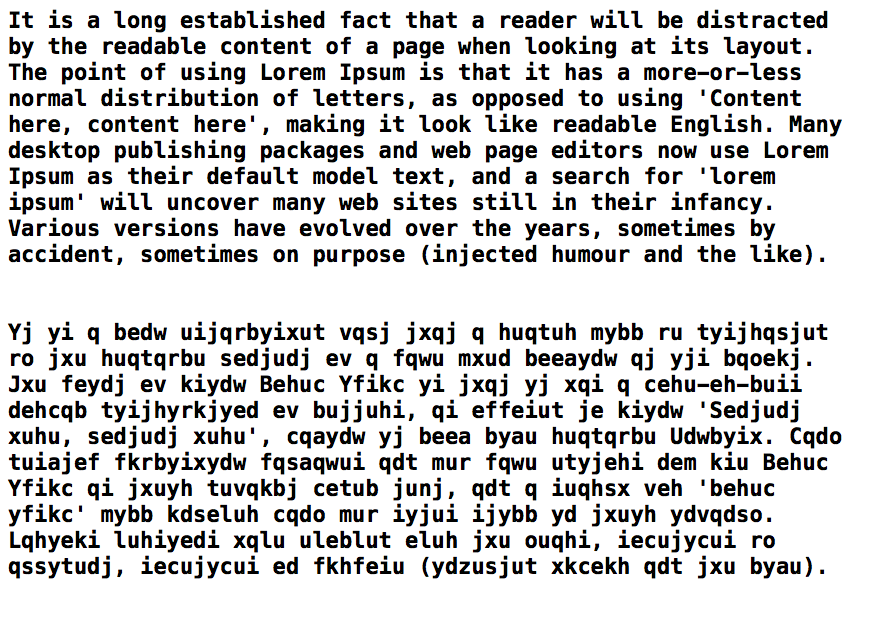 It is a long established fact that a reader will be distracted
by the readable content of a page when looking at its layout.
The point of using Lorem Ipsum is that it has a more-or-less
normal distribution of letters, as opposed to using 'Content
here, content here', making it look like readable English. Many
desktop publishing packages and web page editors now use Lorem
Ipsum as their default model text, and a search for 'lorem
ipsum' will uncover many web sites still in their infancy.
Various versions have evolved over the years, sometimes by
accident, sometimes on purpose (injected humour and the like).
Yj yi q bedw uijqrbyixut vqsj jxqj q huqtuh mybb ru tyijhqsjut
ro jxu huqtqrbu sedjudj ev q fqwu mxud beeaydw qj yji bqoekj.
Jxu feydj ev kiydw Behuc Yfikc yi jxqj yj xqi q cehu-eh-buii
dehcqb tyijhyrkjyed ev bujjuhi, qi effeiut je kiydw 'Sedjudj
xuhu, sedjudj xuhu', cqaydw yj beea byau huqtqrbu Udwbyix. Cqdo
tuiajef fkrbyixydw fqsaqwui qdt mur fqwu utyjehi dem kiu Behuc
Yfikc qi jxuyh tuvqkbj cetub junj, qdt q iuqhsx veh 'behuc
yfikc' mybb kdseluh cqdo mur iyjui ijybb yd jxuyh ydvqdso.
Lqhyeki luhiyedi xqlu uleblut eluh jxu ouqhi, iecujycui ro
qssytudj, iecujycui ed fkhfeiu (ydzusjut xkcekh qdt jxu byau).